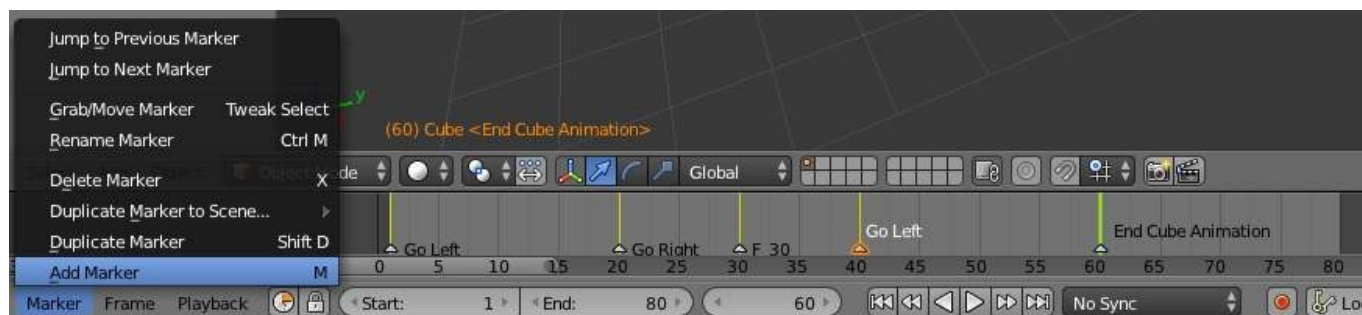 Jump to Previous Marker
Jump to Next Marker
Grab/Move Marker Tweak Select
Rename Marker Ctrl M
Delete Marker X
Duplicate Marker to Scene...
Duplicate Marker Shift D
Add Marker M
y
(60) Cube <End Cube Animation>
Global
Go Left Go Right F_30 Go Left End Cube Animation
0 5 10 15 20 25 30 35 40 45 50 55 60 65 70 75 80
Marker Frame Playback Start: 1 End: 80 60 No Sync